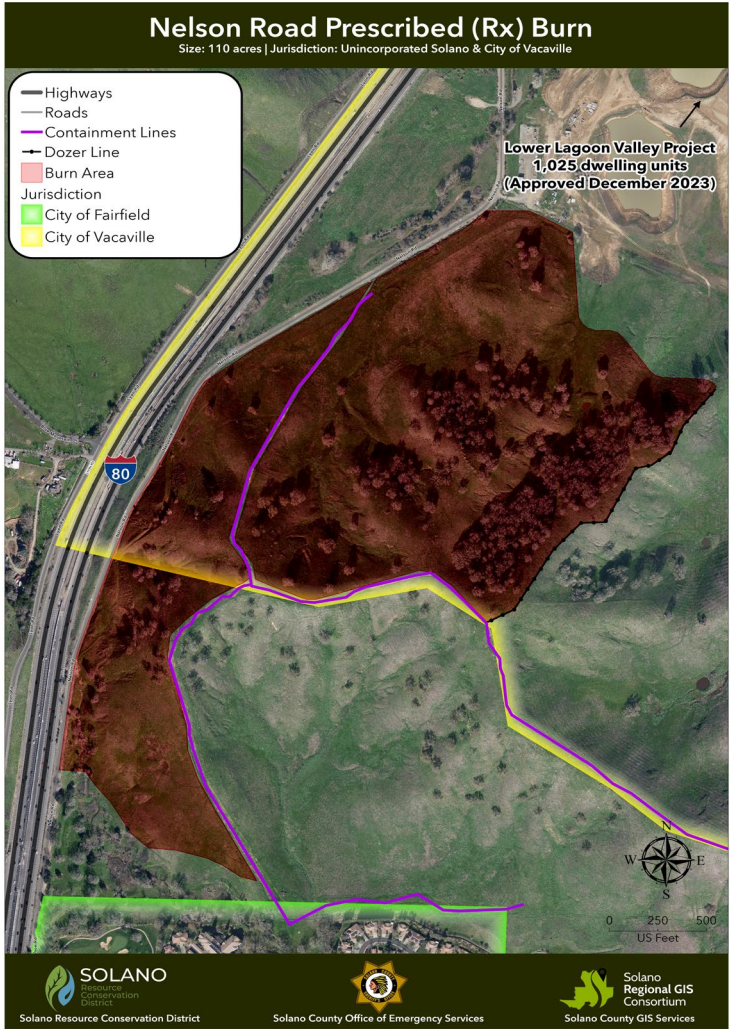 Nelson Road Prescribed (Rx) Burn
Size: 110 acres | Jurisdiction: Unincorporated Solano & City of Vacaville
Highways
Roads
Containment Lines
Dozer Line
Burn Area
Jurisdiction
City of Fairfield
City of Vacaville
Lower Lagoon Valley Project
1,025 dwelling units
(Approved December 2023)
80
N
W E
S
0 250 500
US Feet
SOLANO
Resource
Conservation
District
Solano Resource Conservation District
Solano County Office of Emergency Services
Solano
Regional GIS
Consortium
Solano County GIS Services